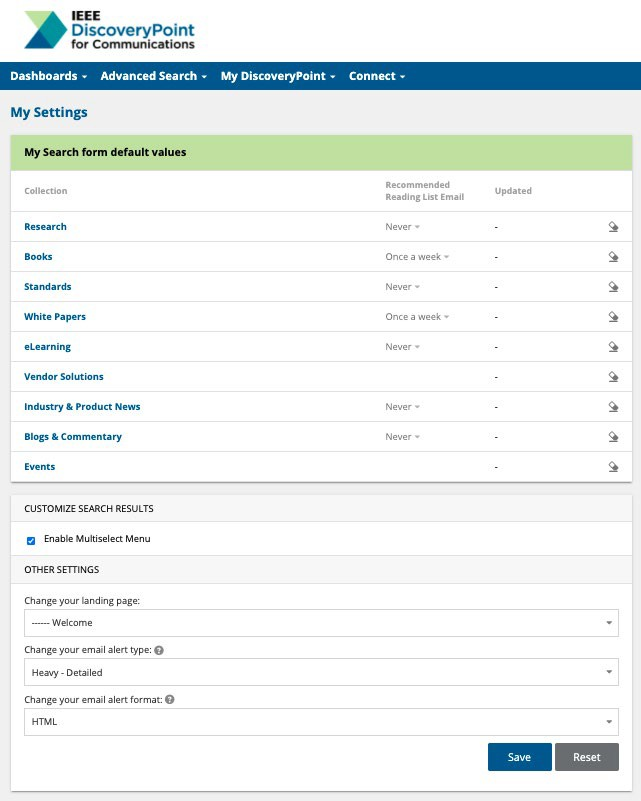 IEEE
DiscoveryPoint
for Communications
Dashboards Advanced Search My DiscoveryPoint Connect
My Settings
My Search form default values
Collection Recommended Reading List Email Updated
Research Never -
Books Once a week -
Standards Never -
White Papers Once a week -
eLearning Never -
Vendor Solutions -
Industry & Product News Never -
Blogs & Commentary Never -
Events -
CUSTOMIZE SEARCH RESULTS
Enable Multiselect Menu
OTHER SETTINGS
Change your landing page:
------ Welcome
Change your email alert type: ?
Heavy - Detailed
Change your email alert format: ?
HTML
Save Reset